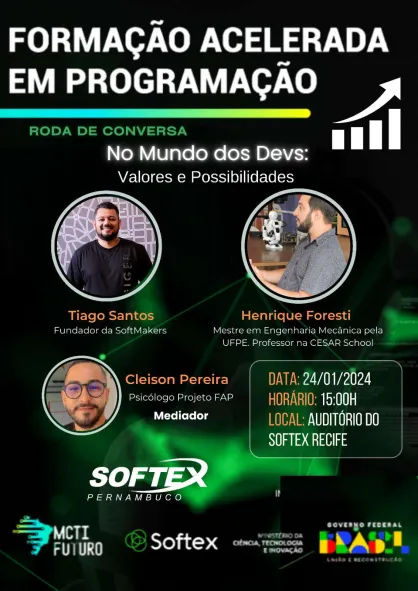 FORMAÇÃO ACELERADA
EM PROGRAMAÇÃO
RODA DE CONVERSA
No Mundo dos Devs:
Valores e Possibilidades
Tiago Santos
Fundador da SoftMakers
Henrique Foresti
Mestre em Engenharia Mecânica pela
UFPE. Professor na CESAR School
Cleison Pereira
Psicólogo Projeto FAP
Mediador
DATA: 24/01/2024
HORÁRIO: 15:00H
LOCAL: AUDITÓRIO DO
SOFTEX RECIFE
SOFTEX
PERNAMBUCO
MCTI
FUTURO
Softex
MINISTÉRIO DA
CIÊNCIA, TECNOLOGIA
E INOVAÇÃO
GOVERNO FEDERAL
BRASIL
UNIÃO E RECONSTRUÇÃO